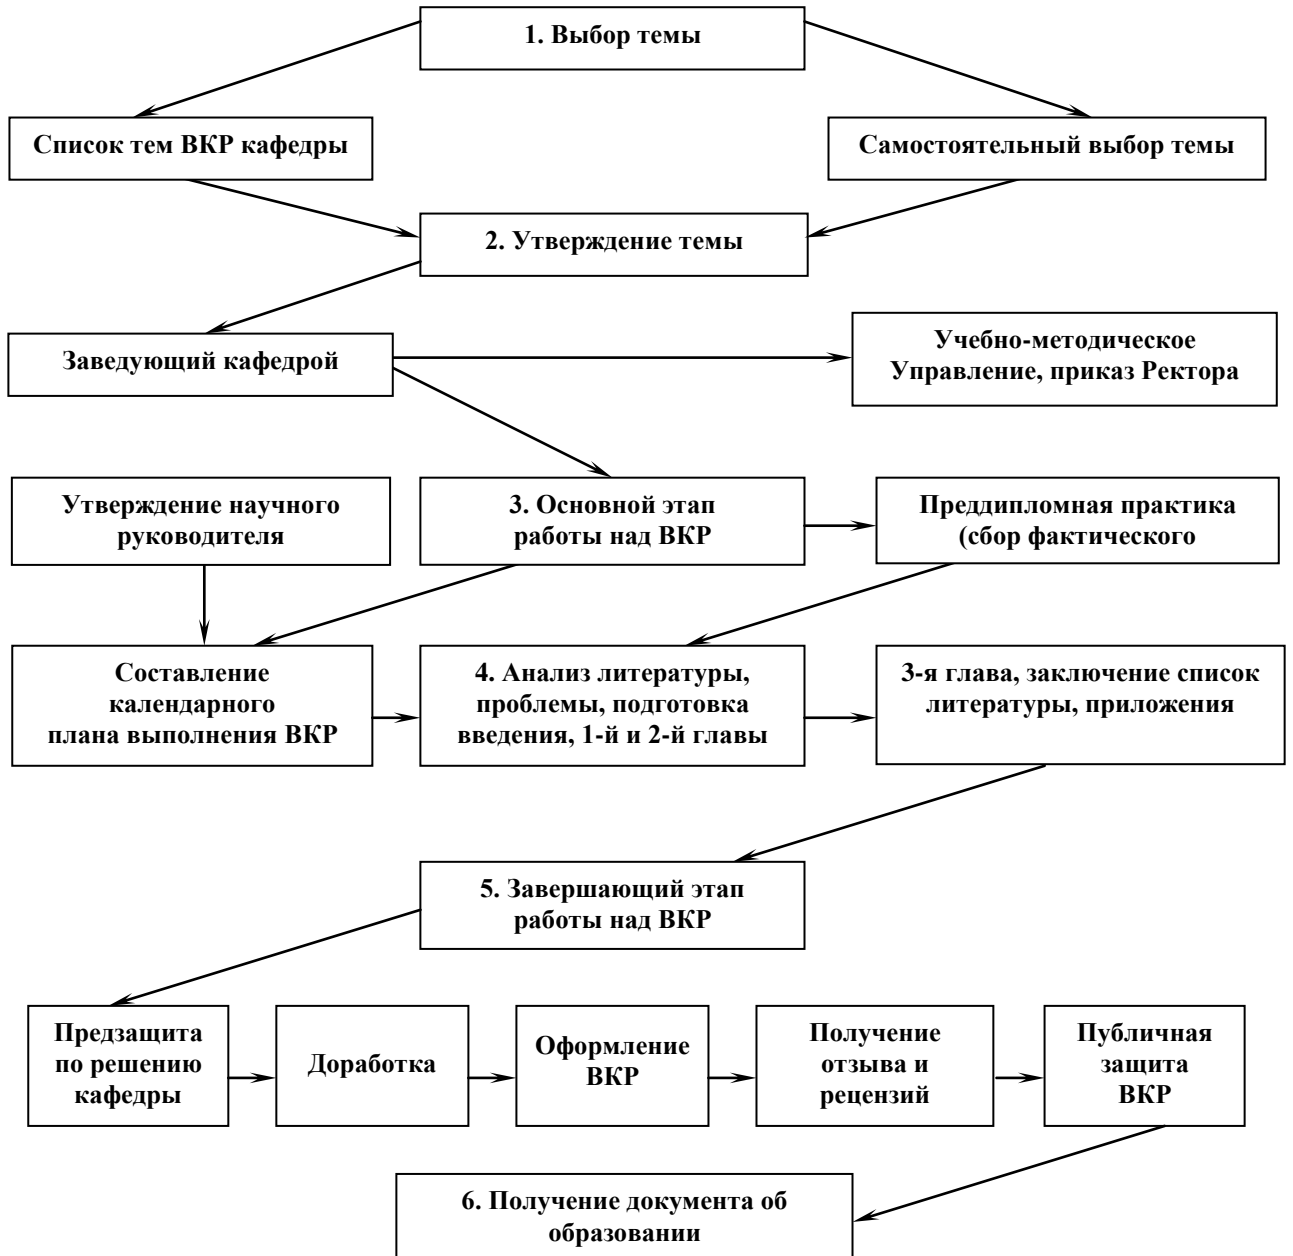 1. Выбор темы
Список тем ВКР кафедры
Самостоятельный выбор темы
2. Утверждение темы
Заведующий кафедрой
Учебно-методическое
Управление, приказ Ректора
Утверждение научного
руководителя
3. Основной этап
работы над ВКР
Преддипломная практика
(сбор фактического
Составление
календарного
плана выполнения ВКР
4. Анализ литературы,
проблемы, подготовка
введения, 1-й и 2-й главы
3-я глава, заключение список
литературы, приложения
5. Завершающий этап
работы над ВКР
Предзащита
по решению
кафедры
Доработка
Оформление
ВКР
Получение
отзыва и
рецензий
Публичная
защита
ВКР
6. Получение документа об
образовании